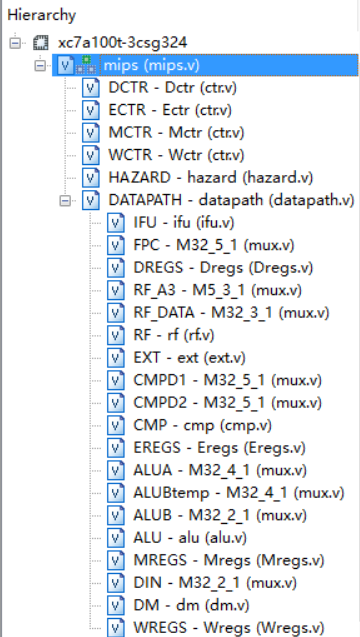 Hierarchy
xc7a100t-3csg324
mips (mips.v)
DCTR - Dctr (ctr.v)
ECTR - Ectr (ctr.v)
MCTR - Mctr (ctr.v)
WCTR - Wctr (ctr.v)
HAZARD - hazard (hazard.v)
DATAPATH - datapath (datapath.v)
IFU - ifu (ifu.v)
FPC - M32_5_1 (mux.v)
DREGS - Dregs (Dregs.v)
RF_A3 - M5_3_1 (mux.v)
RF_DATA - M32_3_1 (mux.v)
RF - rf (rf.v)
EXT - ext (ext.v)
CMPD1 - M32_5_1 (mux.v)
CMPD2 - M32_5_1 (mux.v)
CMP - cmp (cmp.v)
EREGS - Eregs (Eregs.v)
ALUA - M32_4_1 (mux.v)
ALUBtemp - M32_4_1 (mux.v)
ALUB - M32_2_1 (mux.v)
ALU - alu (alu.v)
MREGS - Mregs (Mregs.v)
DIN - M32_2_1 (mux.v)
DM - dm (dm.v)
WREGS - Wregs (Wregs.v)